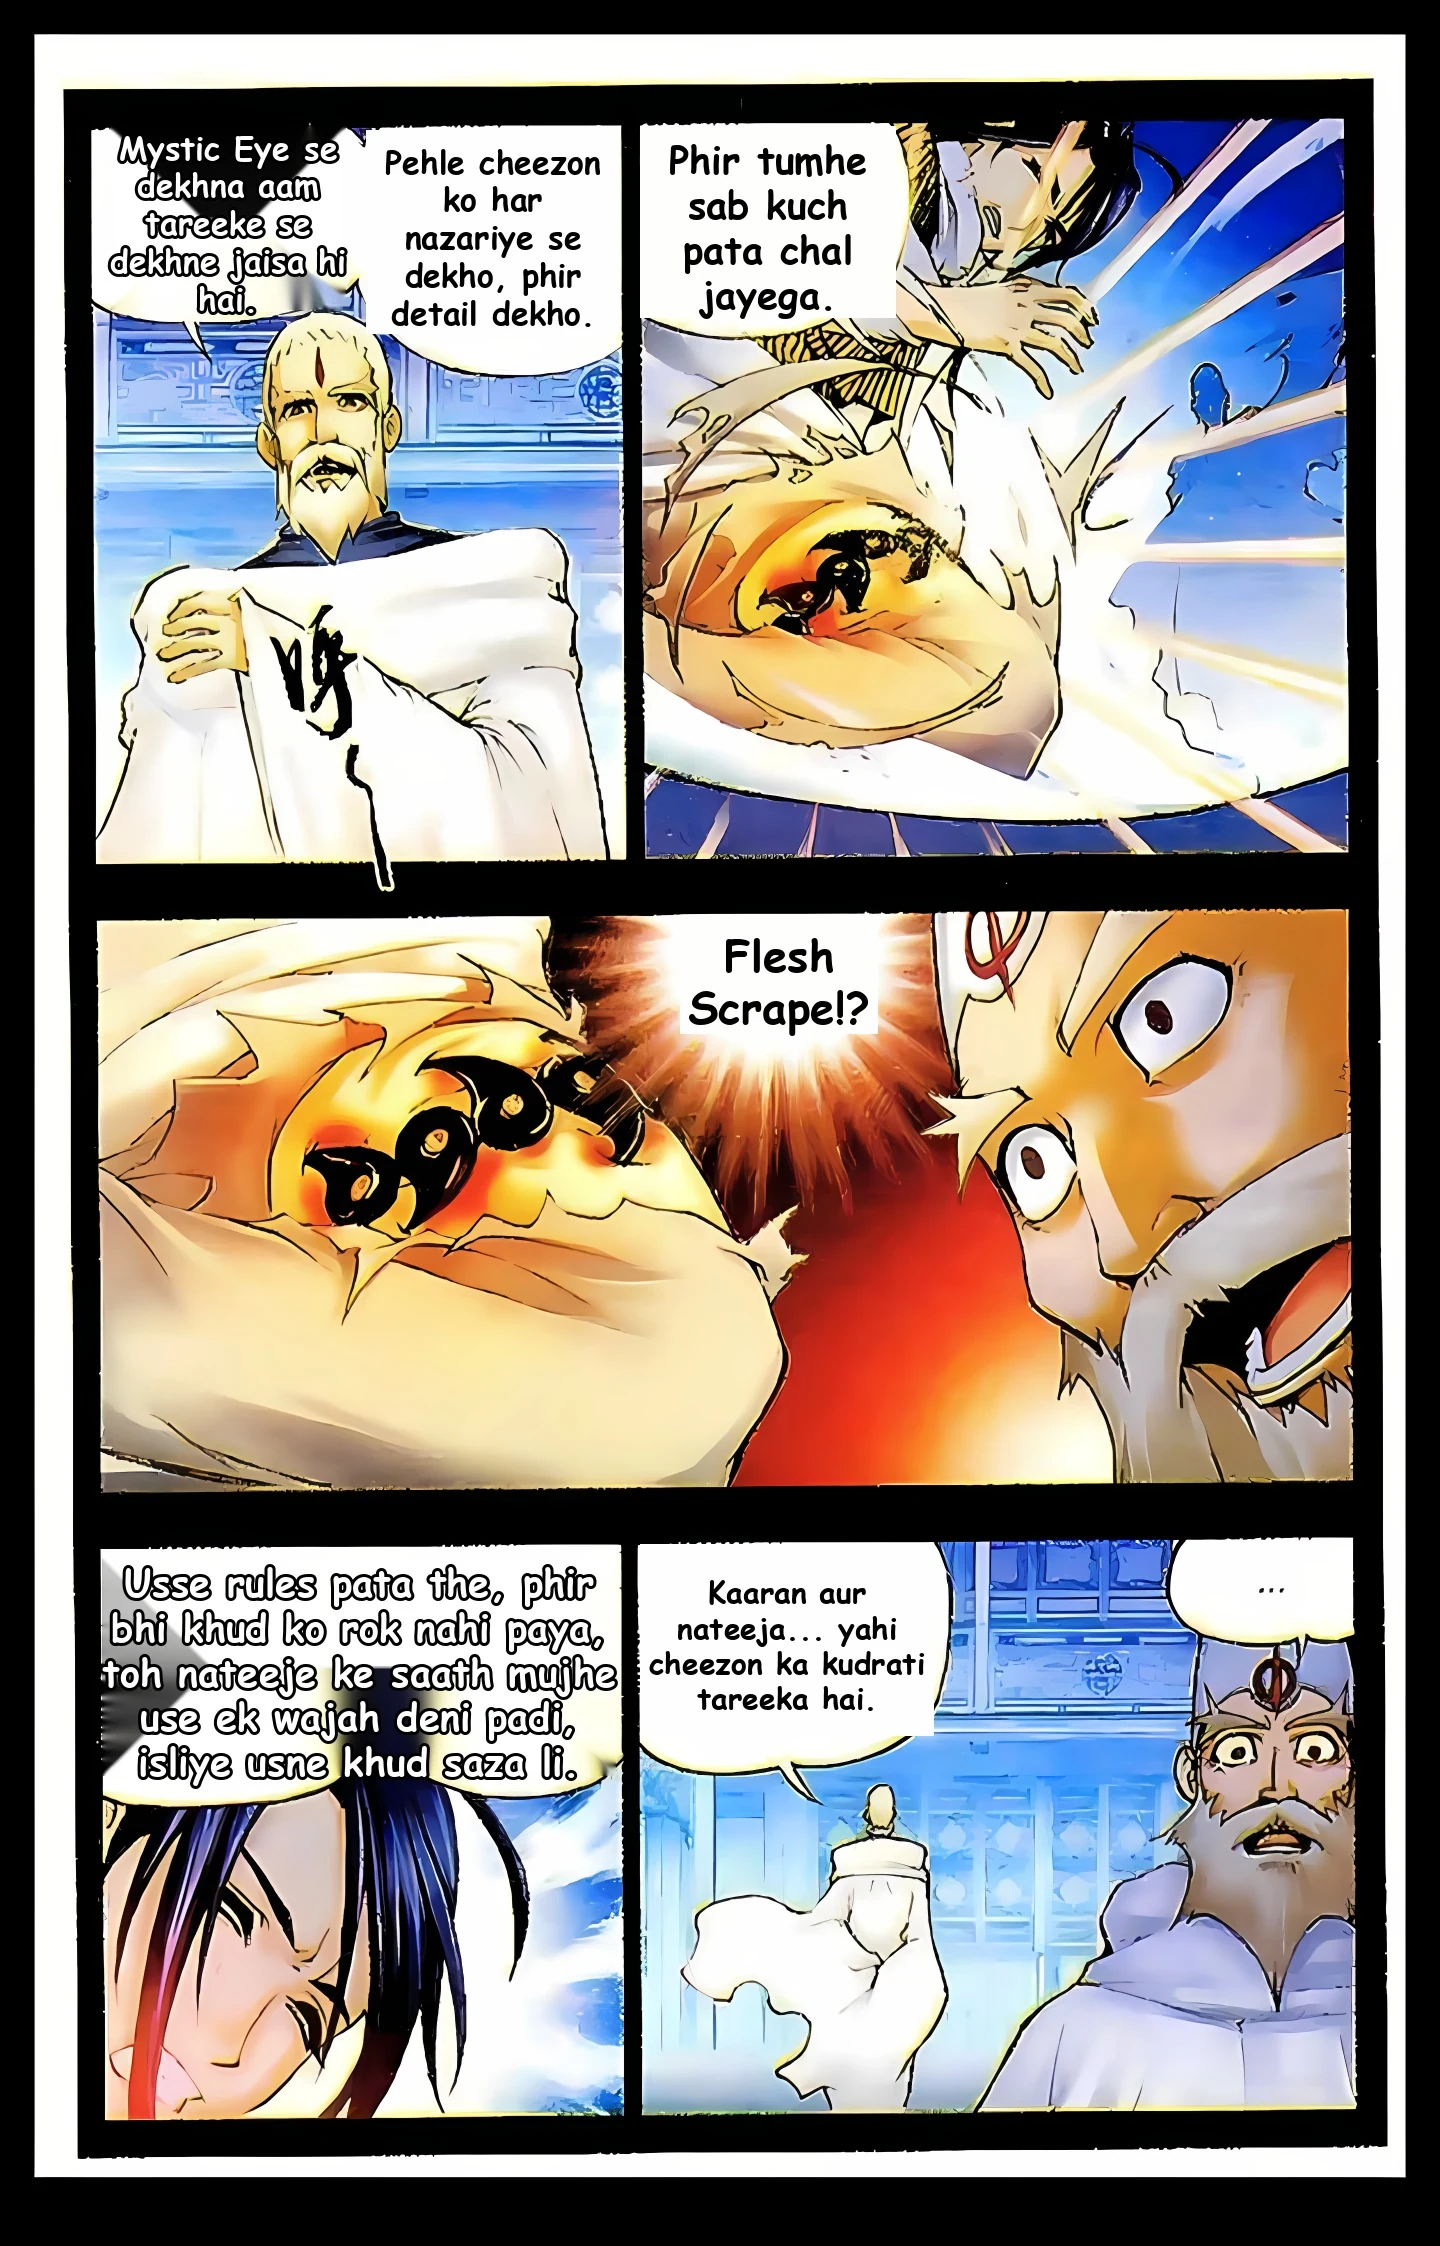 Mystic Eye se
dekhna aam
tareeke se
dekhne jaisa hi
hai.
Pehle cheezon
ko har
nazariye se
dekho, phir
detail dekho.
Phir tumhe
sab kuch
pata chal
jayega.
Flesh
Scrape!?
Usse rules pata the, phir
bhi khud ko rok nahi paya,
toh nateeje ke saath mujhe
use ek wajah deni padi,
isliye usne khud saza li.
Kaaran aur
nateeja... yahi
cheezon ka kudrati
tareeka hai.
...